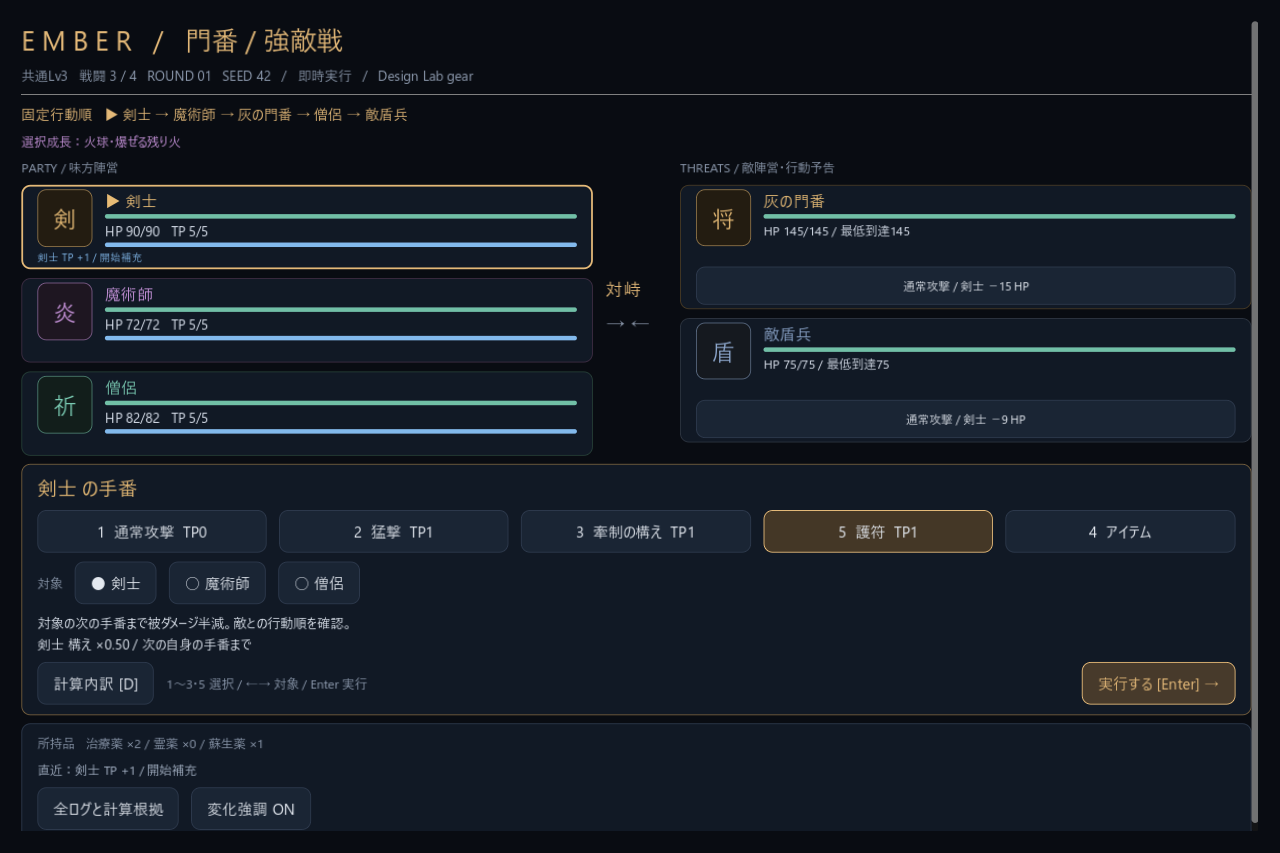 EMBER / 門番 / 強敵戦
共通Lv3 戦闘 3 / 4 ROUND 01 SEED 42 / 即時実行 / Design Lab gear
固定行動順 ▶ 剣士 → 魔術師 → 灰の門番 → 僧侶 → 敵盾兵
選択成長：火球・爆ぜる残り火
PARTY / 味方陣営
剣
▶ 剣士
HP 90/90 TP 5/5
剣士 TP +1 / 開始補充
炎
魔術師
HP 72/72 TP 5/5
祈
僧侶
HP 82/82 TP 5/5
対峙
→ ←
THREATS / 敵陣営・行動予告
将
灰の門番
HP 145/145 / 最低到達145
通常攻撃 / 剣士 −15 HP
盾
敵盾兵
HP 75/75 / 最低到達75
通常攻撃 / 剣士 −9 HP
剣士 の手番
1 通常攻撃 TP0
2 猛撃 TP1
3 牽制の構え TP1
5 護符 TP1
4 アイテム
対象 ● 剣士 ○ 魔術師 ○ 僧侶
対象の次の手番まで被ダメージ半減。敵との行動順を確認。
剣士 構え ×0.50 / 次の自身の手番まで
計算内訳 [D]
1〜3・5 選択 / ←→ 対象 / Enter 実行
実行する [Enter] →
所持品 治療薬 ×2 / 霊薬 ×0 / 蘇生薬 ×1
直近：剣士 TP +1 / 開始補充
全ログと計算根拠
変化強調 ON